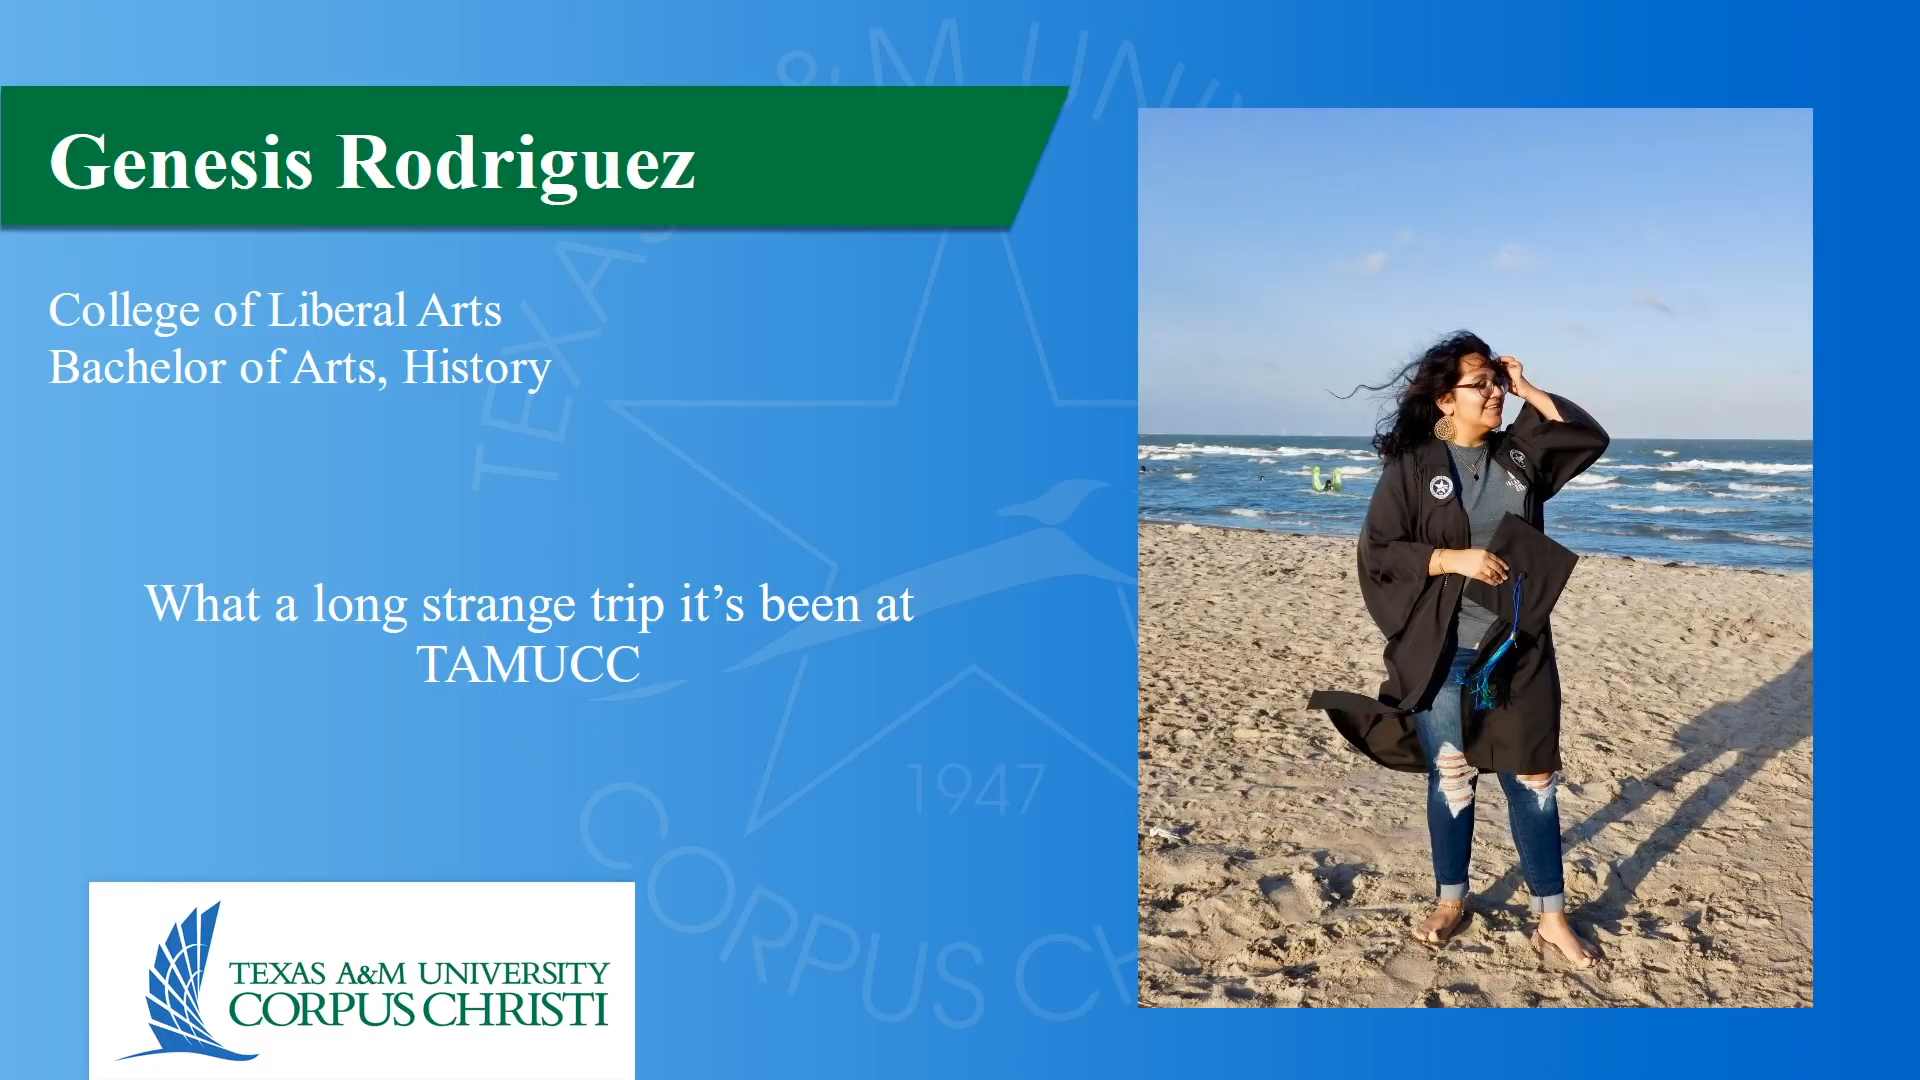 Genesis Rodriguez
College of Liberal Arts
Bachelor of Arts, History
What a long strange trip it’s been at
TAMUCC
TEXAS A&M UNIVERSITY
CORPUS CHRISTI
1947